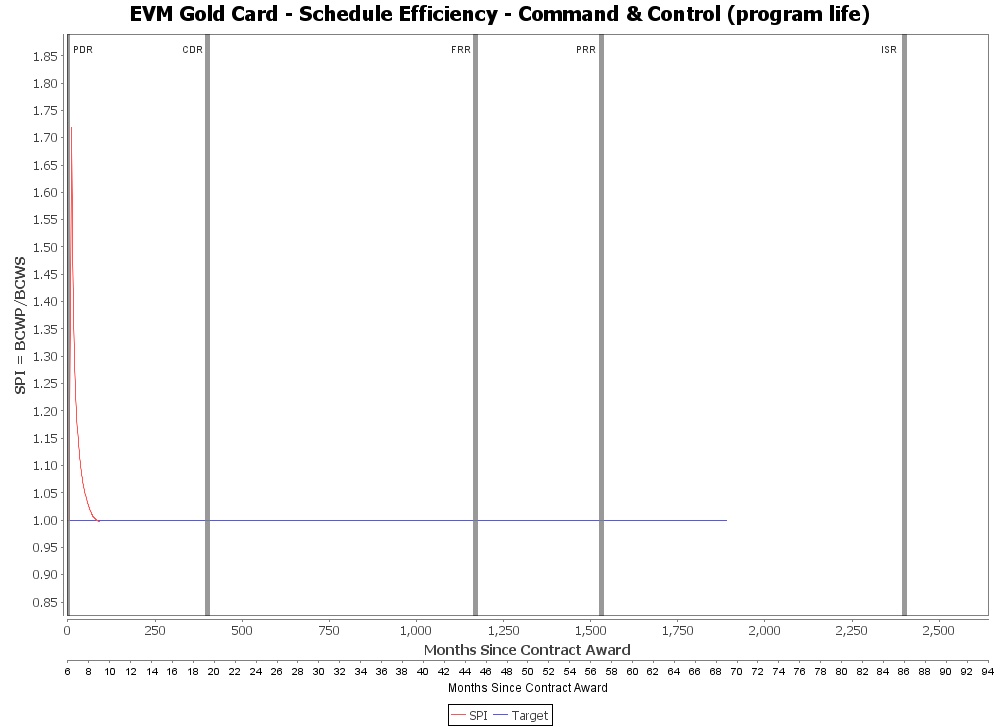 EVM Gold Card - Schedule Efficiency - Command & Control (program life)
PDR CDR FRR PRR ISR
1.85
1.80
1.75
1.70
1.65
1.60
1.55
1.50
1.45
1.40
1.35
1.30
1.25
1.20
1.15
1.10
1.05
1.00
0.95
0.90
0.85
SPI = BCWP/BCWS
0 250 500 750 1,000 1,250 1,500 1,750 2,000 2,250 2,500
Months Since Contract Award
6 8 10 12 14 16 18 20 22 24 26 28 30 32 34 36 38 40 42 44 46 48 50 52 54 56 58 60 62 64 66 68 70 72 74 76 78 80 82 84 86 88 90 92 94
Months Since Contract Award
SPI Target